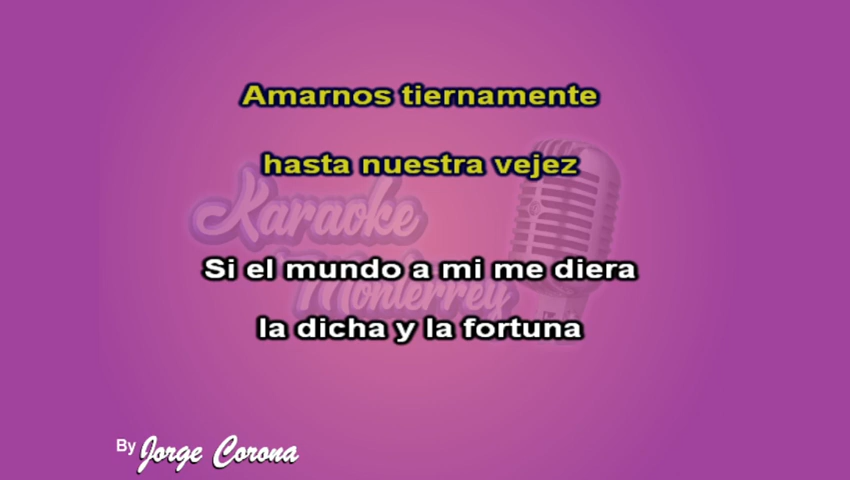 Amarnos tiernamente
hasta nuestra vejez
Karaoke
Si el mundo a mi me diera
Monterrey
la dicha y la fortuna
By Jorge Corona